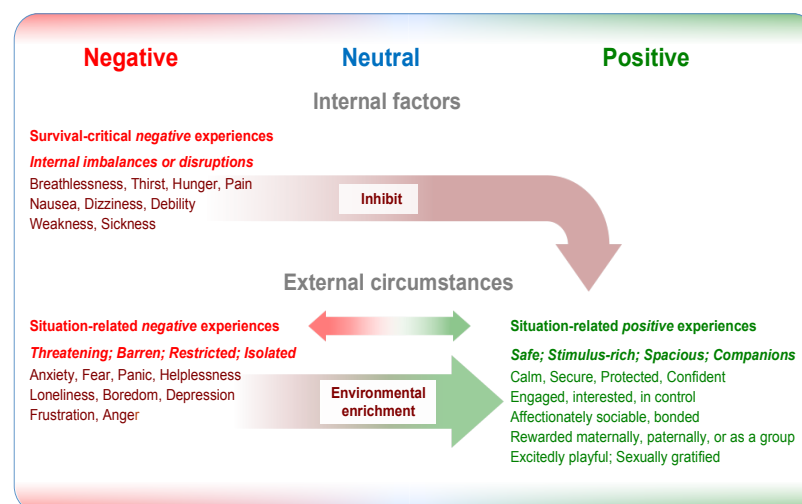 Negative
Neutral
Positive
Internal factors
Survival-critical negative experiences
Internal imbalances or disruptions
Breathlessness, Thirst, Hunger, Pain
Nausea, Dizziness, Debility
Weakness, Sickness
Inhibit
External circumstances
Situation-related negative experiences
Threatening; Barren; Restricted; Isolated
Anxiety, Fear, Panic, Helplessness
Loneliness, Boredom, Depression
Frustration, Anger
Environmental
enrichment
Situation-related positive experiences
Safe; Stimulus-rich; Spacious; Companions
Calm, Secure, Protected, Confident
Engaged, interested, in control
Affectionately sociable, bonded
Rewarded maternally, paternally, or as a group
Excitedly playful; Sexually gratified